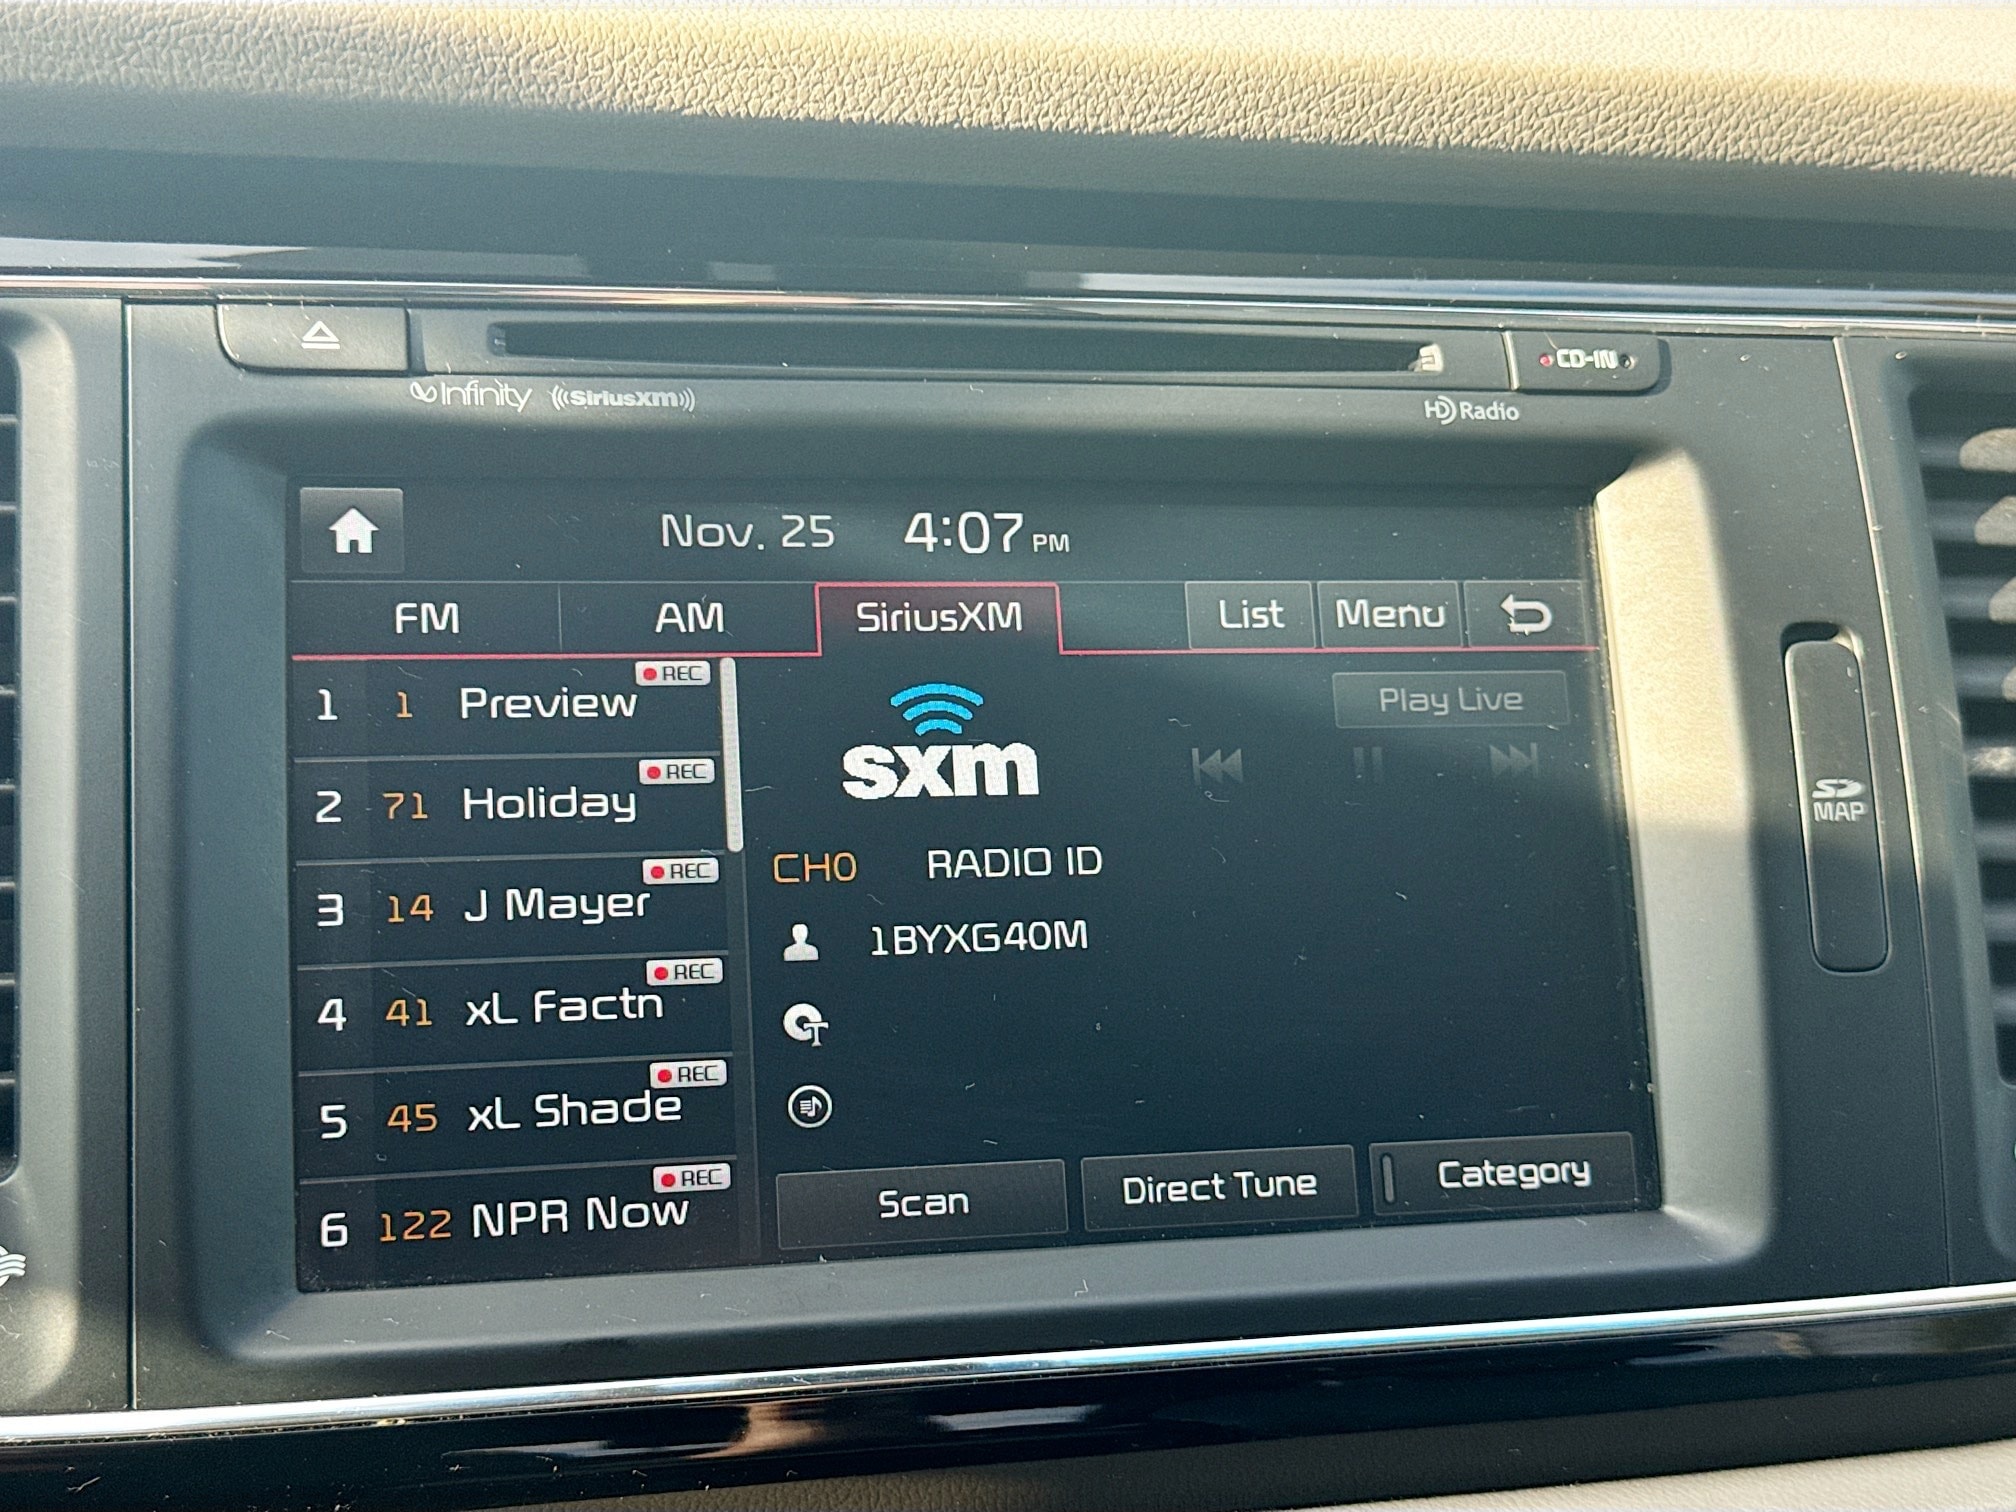 CD-IN
Infinity SiriusXM
HD Radio
Nov. 25 4:07 PM
FM AM SiriusXM List Menu
1 1 Preview REC
2 71 Holiday REC
3 14 J Mayer REC
4 41 xL Factn REC
5 45 xL Shade REC
6 122 NPR Now REC
sxm
Play Live
CH0 RADIO ID
1BYXG40M
T
Scan Direct Tune Category
SD
MAP